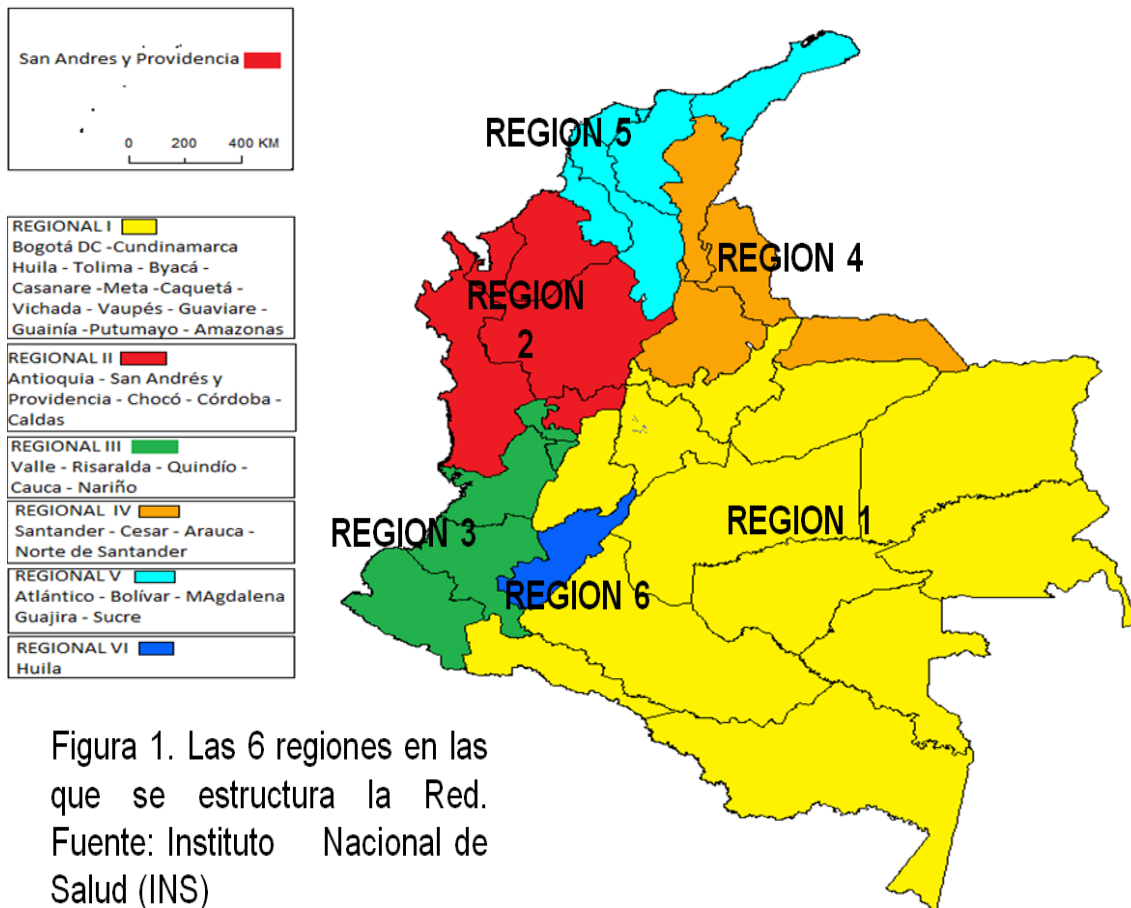 San Andres y Providencia
0 200 400 KM
REGIONAL I
Bogotá DC -Cundinamarca
Huila - Tolima - Byacá -
Casanare -Meta -Caquetá -
Vichada - Vaupés - Guaviare -
Guainía -Putumayo - Amazonas
REGIONAL II
Antioquia - San Andrés y
Providencia - Chocó - Córdoba -
Caldas
REGIONAL III
Valle - Risaralda - Quindío -
Cauca - Nariño
REGIONAL IV
Santander - Cesar - Arauca -
Norte de Santander
REGIONAL V
Atlántico - Bolívar - MAgdalena
Guajira - Sucre
REGIONAL VI
Huila
REGION 5
REGION 4
REGION
2
REGION 3
REGION 1
REGION 6
Figura 1. Las 6 regiones en las
que se estructura la Red.
Fuente: Instituto Nacional de
Salud (INS)